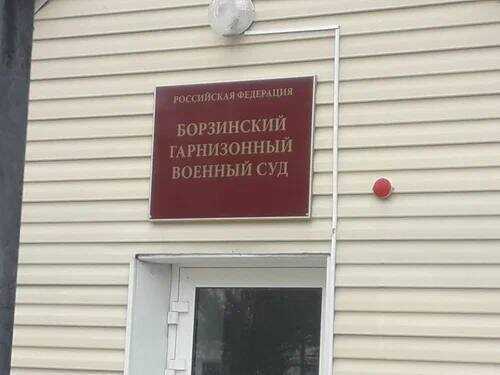 РОССИЙСКАЯ ФЕДЕРАЦИЯ
БОРЗИНСКИЙ
ГАРНИЗОННЫЙ
ВОЕННЫЙ СУД